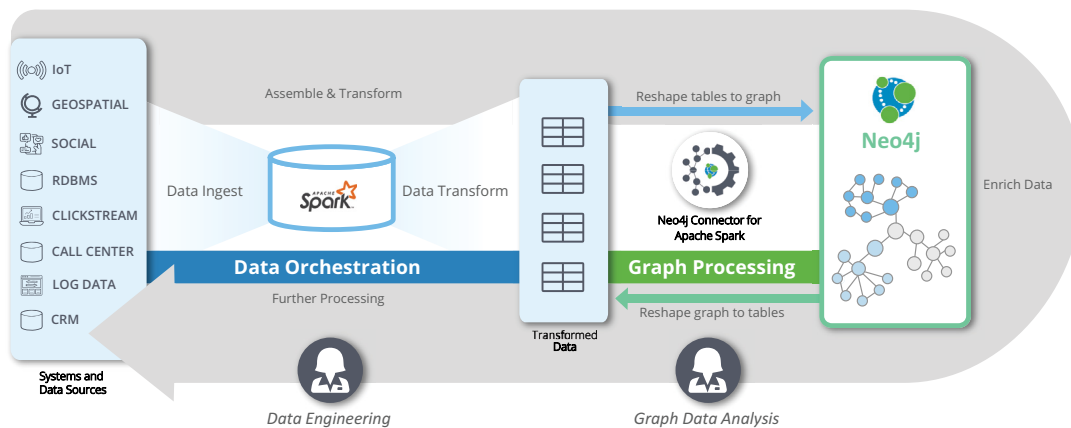 IoT
GEOSPATIAL
SOCIAL
RDBMS
CLICKSTREAM
CALL CENTER
LOG DATA
CRM
Systems and
Data Sources
Assemble & Transform
Data Ingest
APACHE
Spark
Data Transform
Data Orchestration
Further Processing
Data Engineering
Transformed
Data
Reshape tables to graph
Neo4j Connector for
Apache Spark
Graph Processing
Reshape graph to tables
Graph Data Analysis
Neo4j
Enrich Data